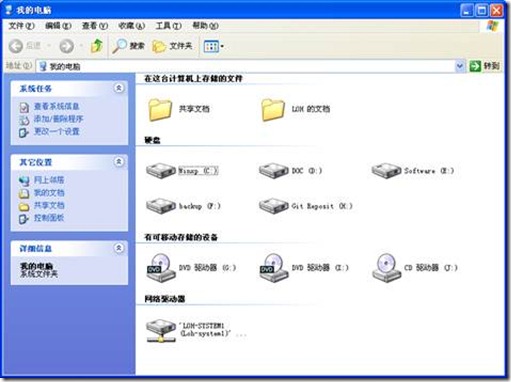 我的电脑
文件(F) 编辑(E) 查看(V) 收藏(A) 工具(T) 帮助(H)
后退 搜索 文件夹
地址(D) 我的电脑 转到
系统任务
查看系统信息
添加/删除程序
更改一个设置
其它位置
网上邻居
我的文档
共享文档
控制面板
详细信息
我的电脑
系统文件夹
在这台计算机上存储的文件
共享文档 LOH 的文档
硬盘
Winxp (C:) DOC (D:) Software (E:)
backup (F:) Git Reposit (H:)
有可移动存储的设备
DVD 驱动器 (G:) DVD 驱动器 (I:) CD 驱动器 (J:)
网络驱动器
'LOH-SYSTEM1
(Loh-system1)' ...